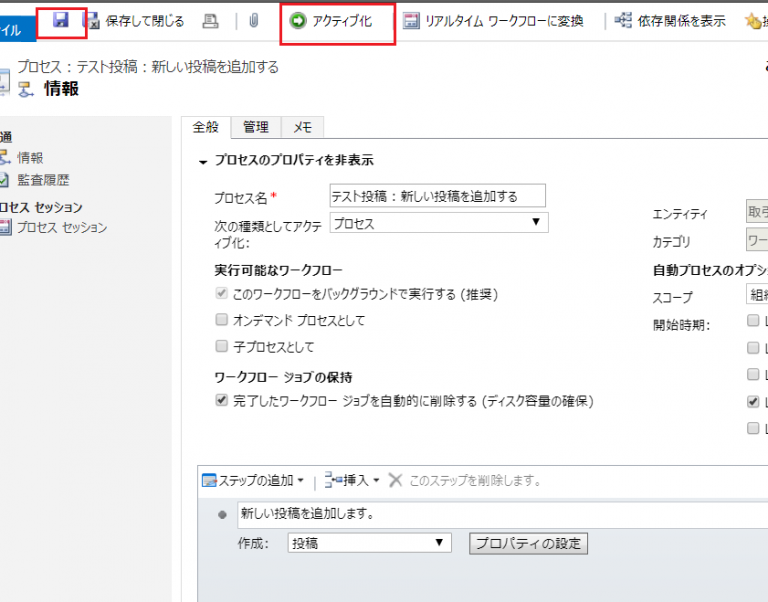 イル 保存して閉じる アクティブ化 リアルタイム ワークフローに変換 依存関係を表示
プロセス : テスト投稿 : 新しい投稿を追加する
情報
通
情報
監査履歴
ロセス セッション
プロセス セッション
全般 管理 メモ
プロセスのプロパティを非表示
プロセス名* テスト投稿 : 新しい投稿を追加する
次の種類としてアクティブ化: プロセス
エンティティ 取引
カテゴリ ワー
実行可能なワークフロー
このワークフローをバックグラウンドで実行する (推奨)
オンデマンド プロセスとして
子プロセスとして
自動プロセスのオプシ
スコープ 組織
開始時期:
ワークフロー ジョブの保持
完了したワークフロー ジョブを自動的に削除する (ディスク容量の確保)
ステップの追加 挿入 このステップを削除します。
新しい投稿を追加します。
作成: 投稿 プロパティの設定